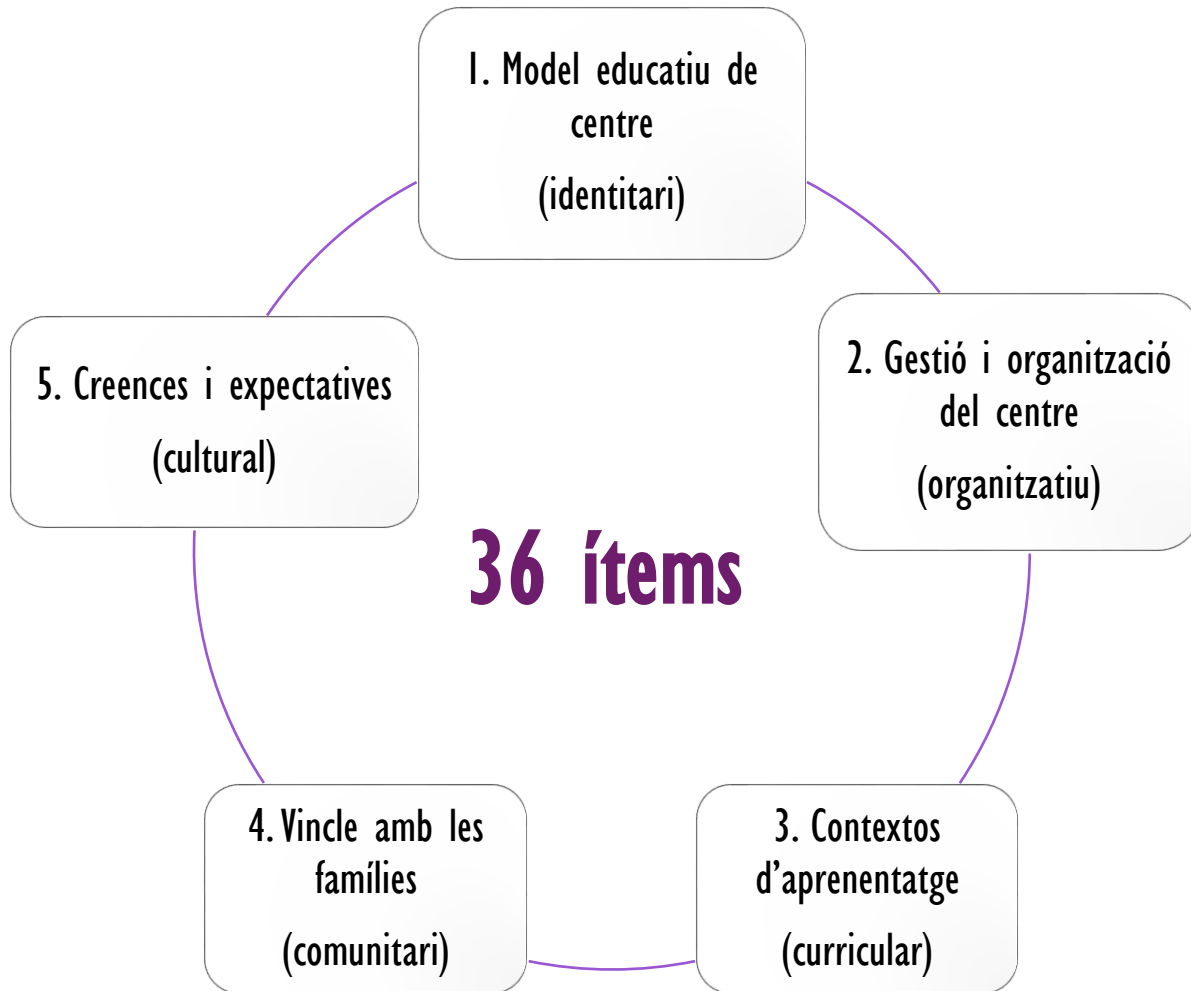 1. Model educatiu de
centre
(identitari)
2. Gestió i organització
del centre
(organitzatiu)
3. Contextos
d’aprenentatge
(curricular)
4. Vincle amb les
famílies
(comunitari)
5. Creences i expectatives
(cultural)
36 ítems